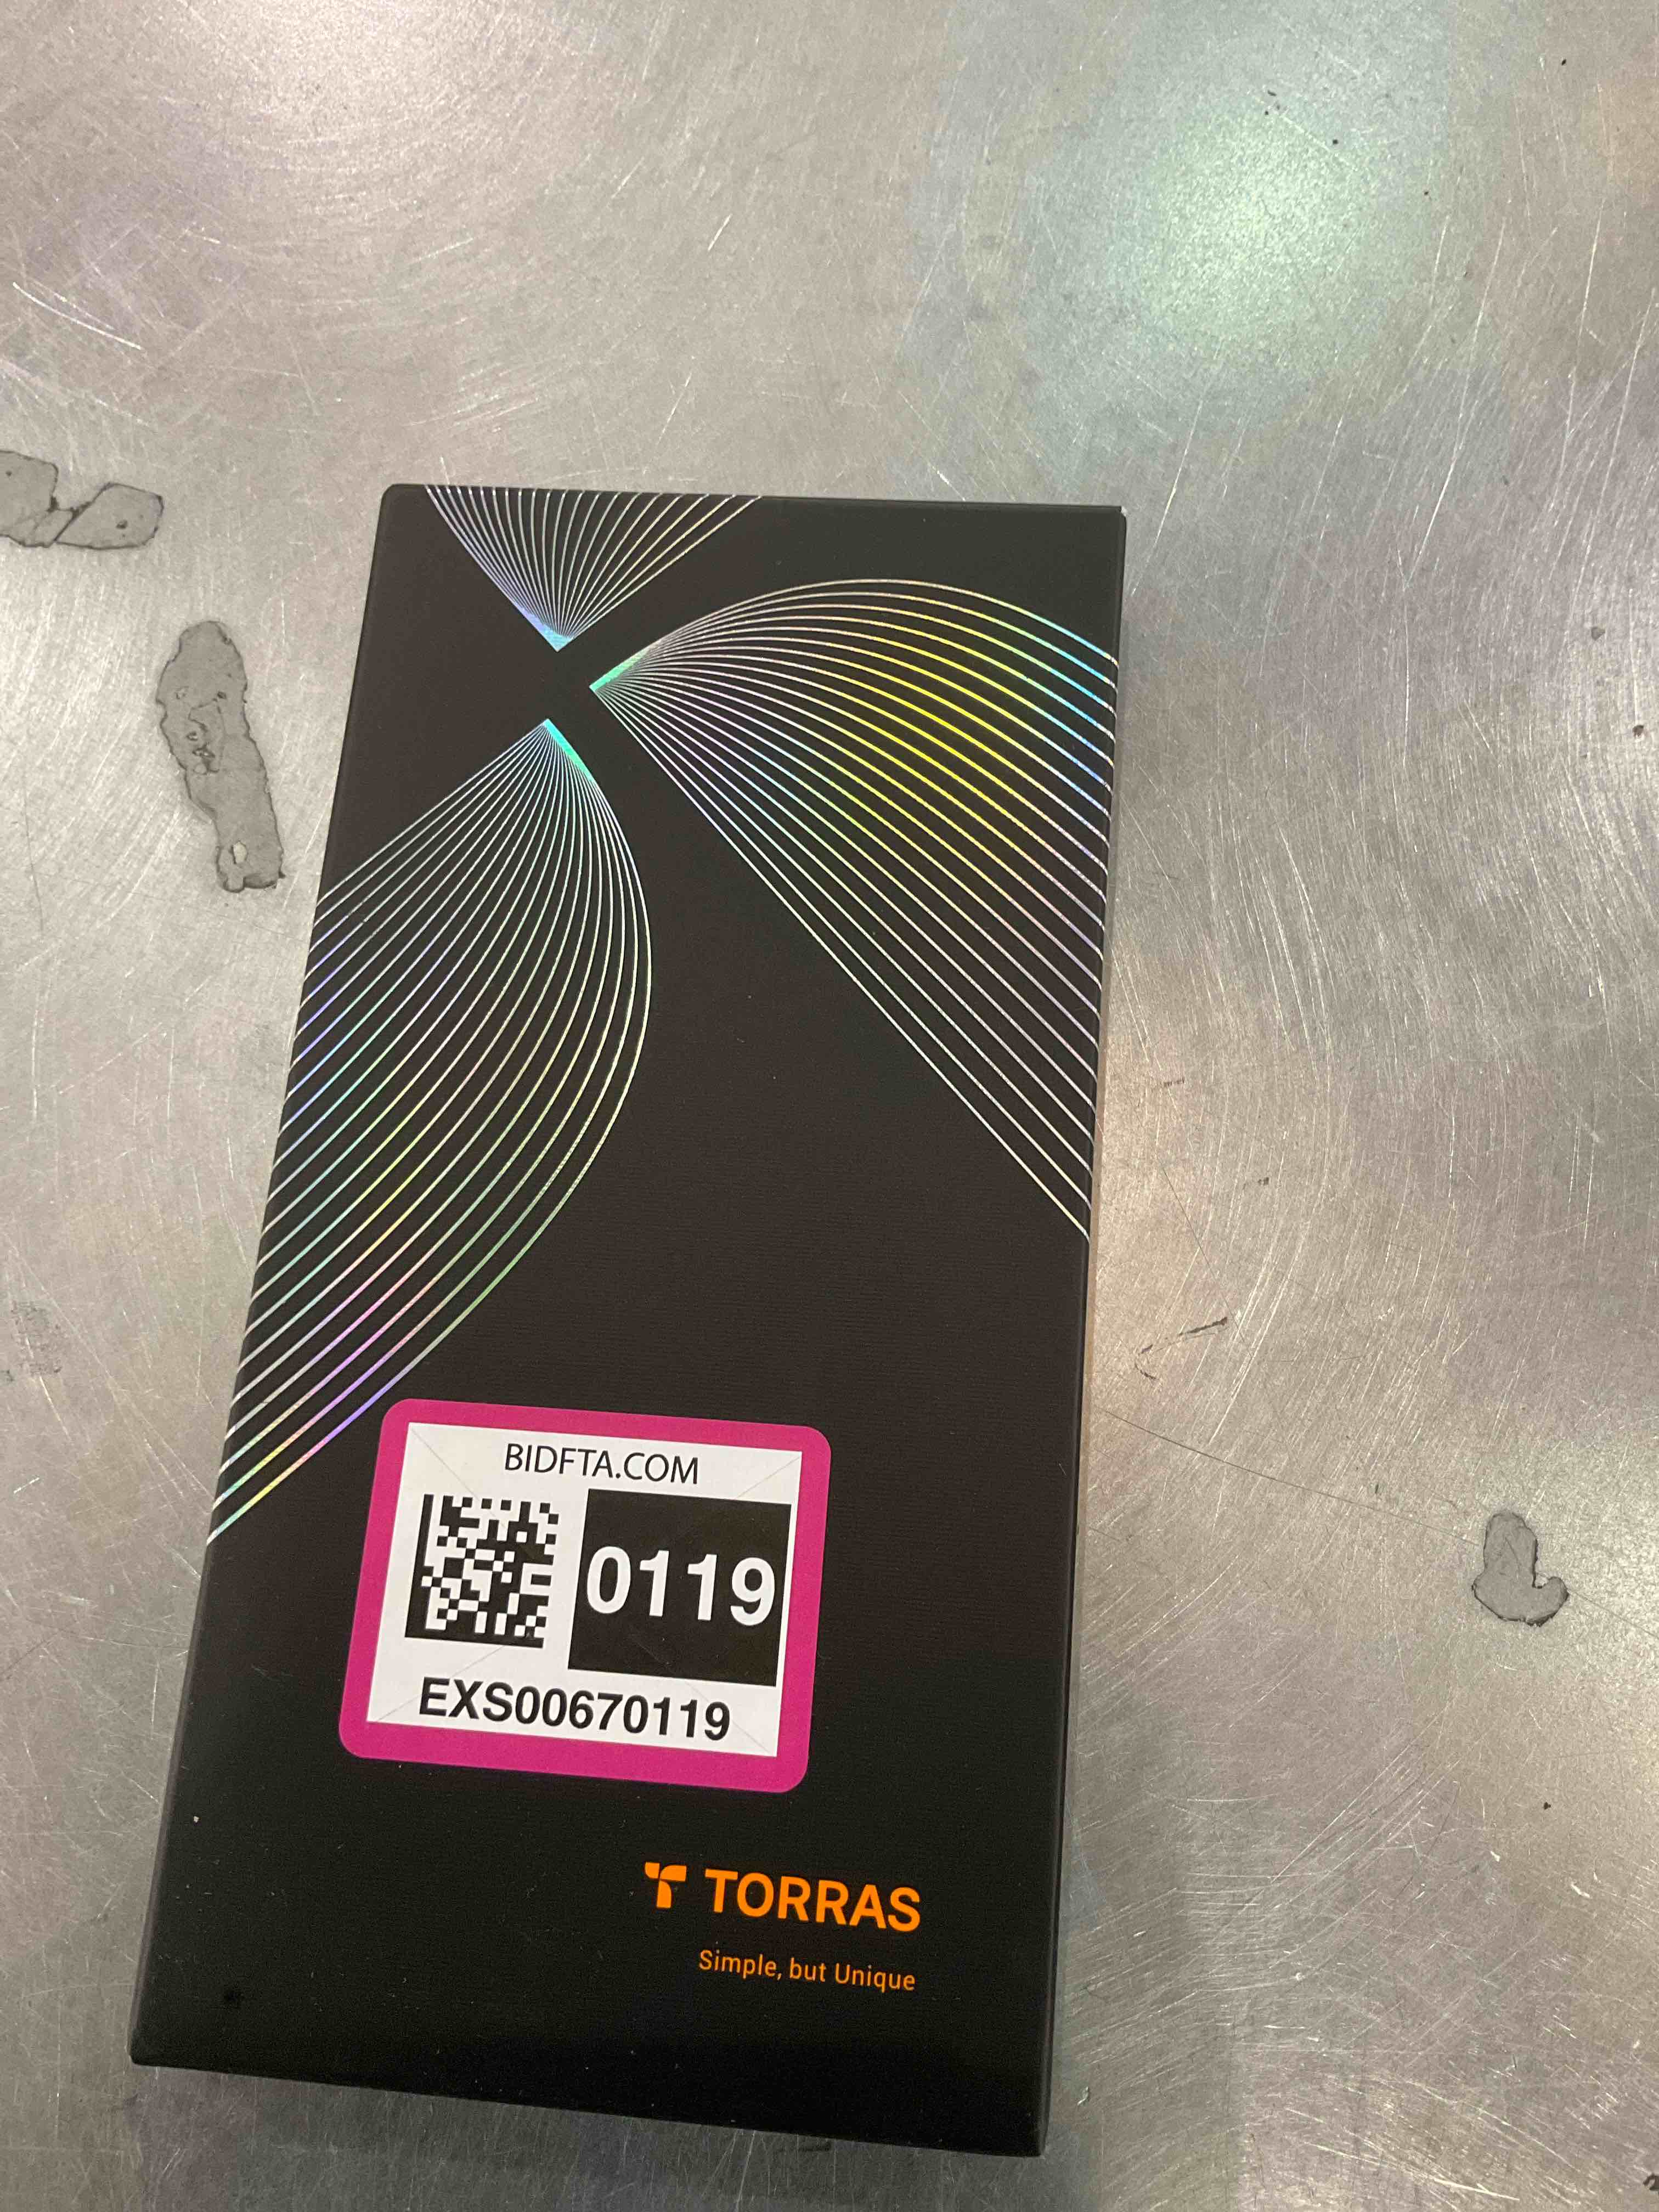 BIDFTA.COM
0119
EXS00670119
TORRAS
Simple, but Unique